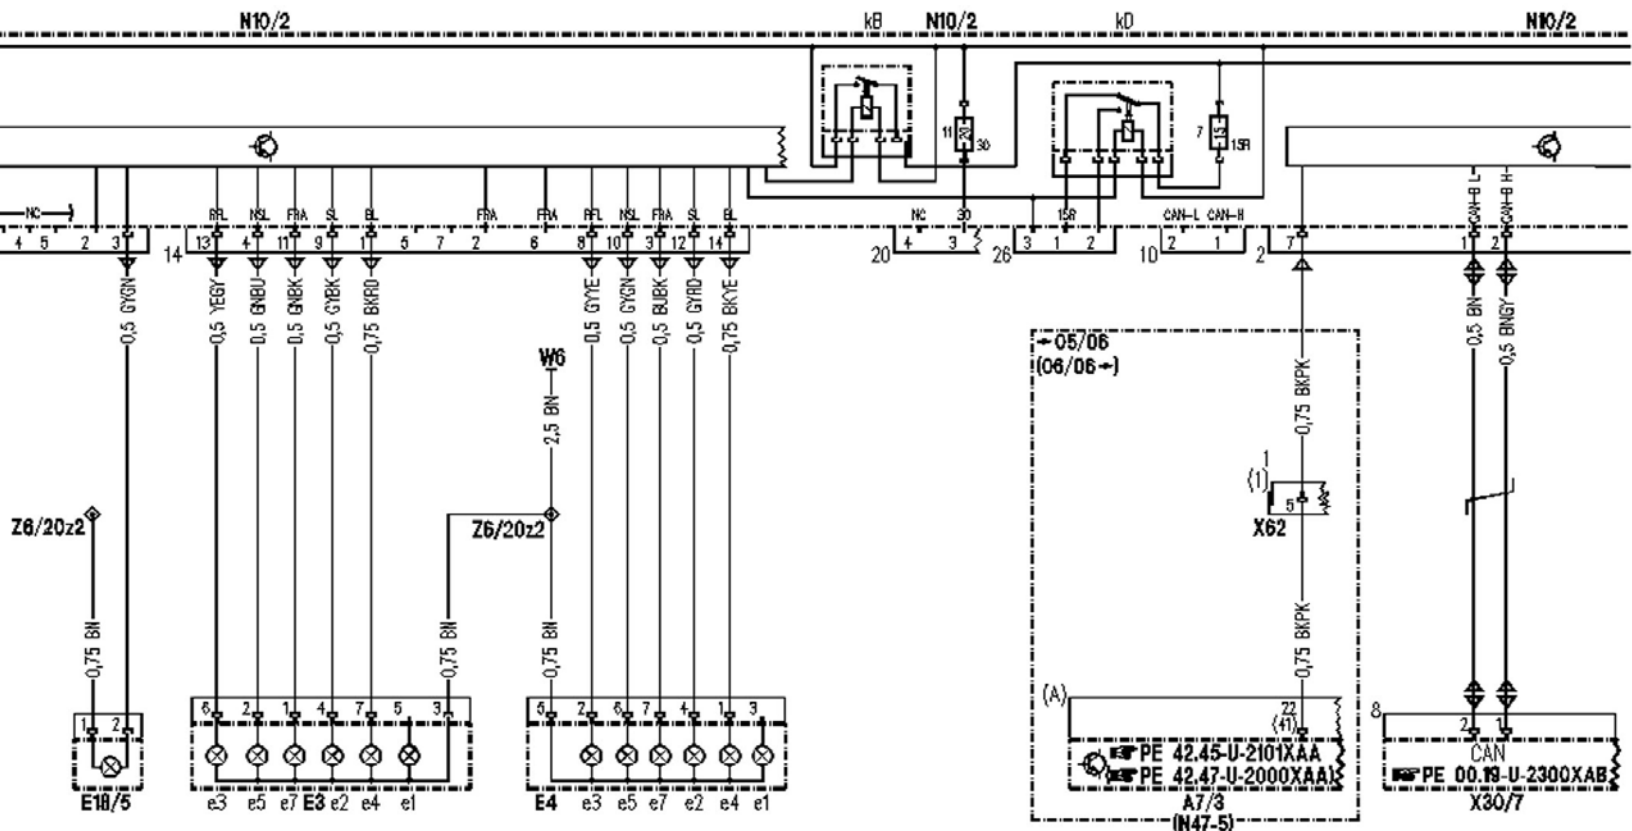 N10/2 kB N10/2 kD N10/2
11 20 30 7 15 15R
NC RFL NSL FRA SL BL FRA FRA RFL NSL FRA SL BL NC 30 15R CAN-L CAN-H CAN-B L CAN-B H
4 5 2 3 14 13 4 11 9 1 5 7 2 6 8 10 3 12 14 20 4 3 26 3 1 2 10 2 1 2 7 1 2
0,5 GYGN 0,5 YEGY 0,5 GNBU 0,5 GNBK 0,5 GYBK 0,75 BKRD 0,5 GYYE 0,5 GYGN 0,5 BUBK 0,5 GYRD 0,75 BKYE 0,5 BN 0,5 BNGY
→ 05/06
(06/06→)
W6
2,5 BN
0,75 BKPK
1
(1)
5
X62
Z6/20z2 Z6/20z2
0,75 BN 0,75 BN 0,75 BN 0,75 BKPK
(A) 22
(41)
8
1 2 6 2 1 4 7 5 3 5 2 6 7 4 1 3 2 1
PE 42.45-U-2101XAA
PE 42.47-U-2000XAA)
CAN
PE 00.19-U-2300XAB
E18/5 e3 e5 e7 E3 e2 e4 e1 E4 e3 e5 e7 e2 e4 e1 A7/3
(N47-5)
X30/7